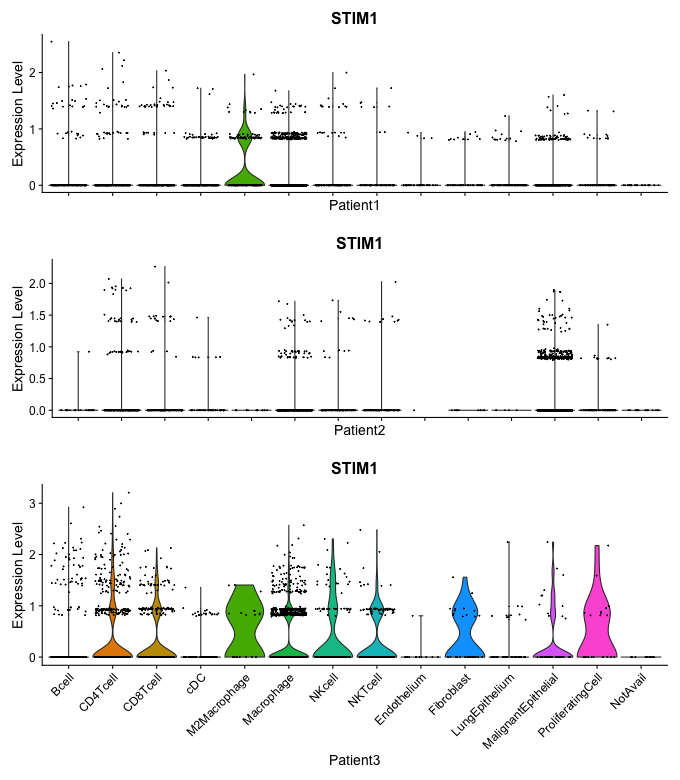 STIM1
Expression Level
2
1
0
Patient1
STIM1
Expression Level
2.0
1.5
1.0
0.5
0.0
Patient2
STIM1
Expression Level
3
2
1
0
Bcell
CD4Tcell
CD8Tcell
cDC
M2Macrophage
Macrophage
NKcell
NKTcell
Endothelium
Fibroblast
LungEpithelium
MalignantEpithelial
ProliferatingCell
NotAvail
Patient3